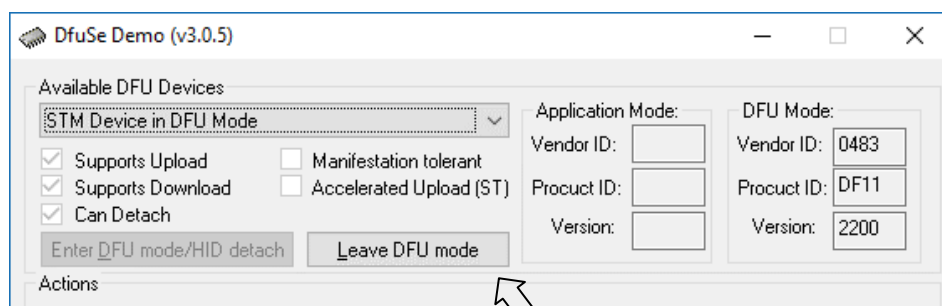 DfuSe Demo (v3.0.5)
Available DFU Devices
STM Device in DFU Mode
Supports Upload
Manifestation tolerant
Supports Download
Accelerated Upload (ST)
Can Detach
Enter DFU mode/HID detach
Leave DFU mode
Application Mode:
Vendor ID:
Procuct ID:
Version:
DFU Mode:
Vendor ID: 0483
Procuct ID: DF11
Version: 2200
Actions